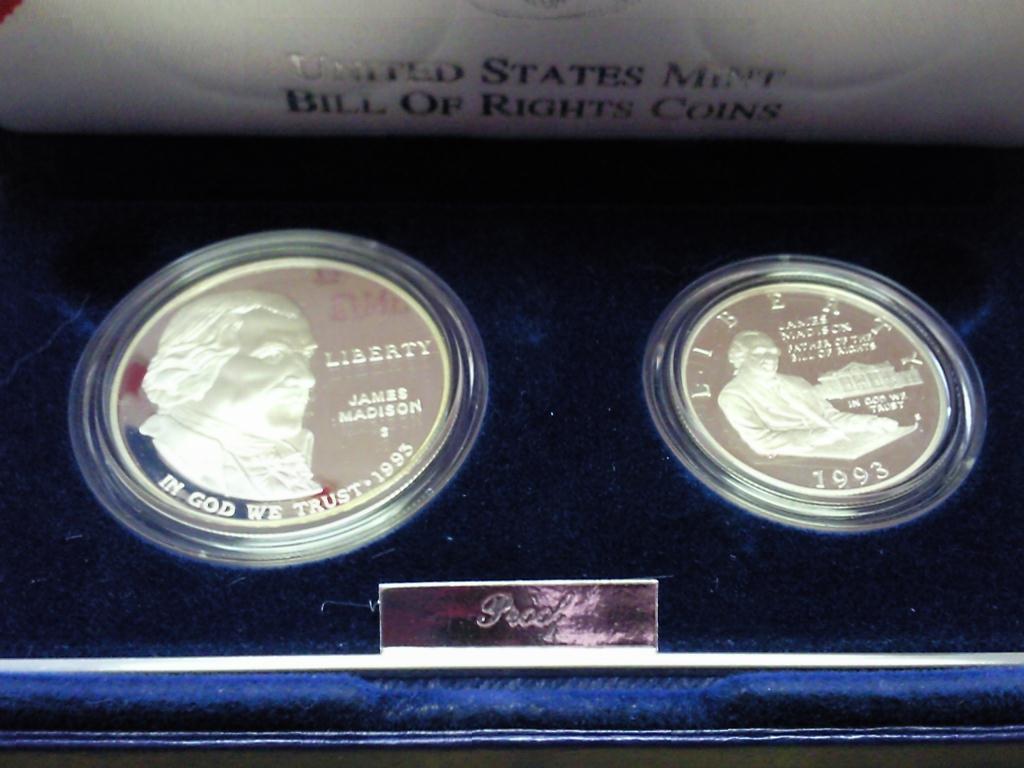 UNITED STATES MINT
BILL OF RIGHTS COINS
LIBERTY
JAMES
MADISON
S
IN GOD WE TRUST • 1993
LIBERTY
JAMES
MADISON
FATHER OF THE
BILL OF RIGHTS
IN GOD WE
TRUST
1993
Proof